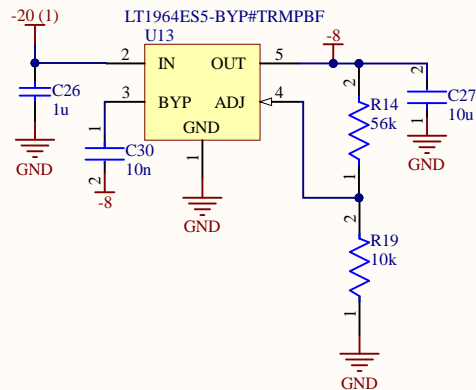 -20 (1)
LT1964ES5-BYP#TRMPBF
U13
-8
2
IN
OUT
5
C26
1u
3
BYP
ADJ
4
GND
1
GND
1
C30
10n
2
-8
GND
2
R14
56k
1
2
C27
10u
1
GND
2
R19
10k
1
GND